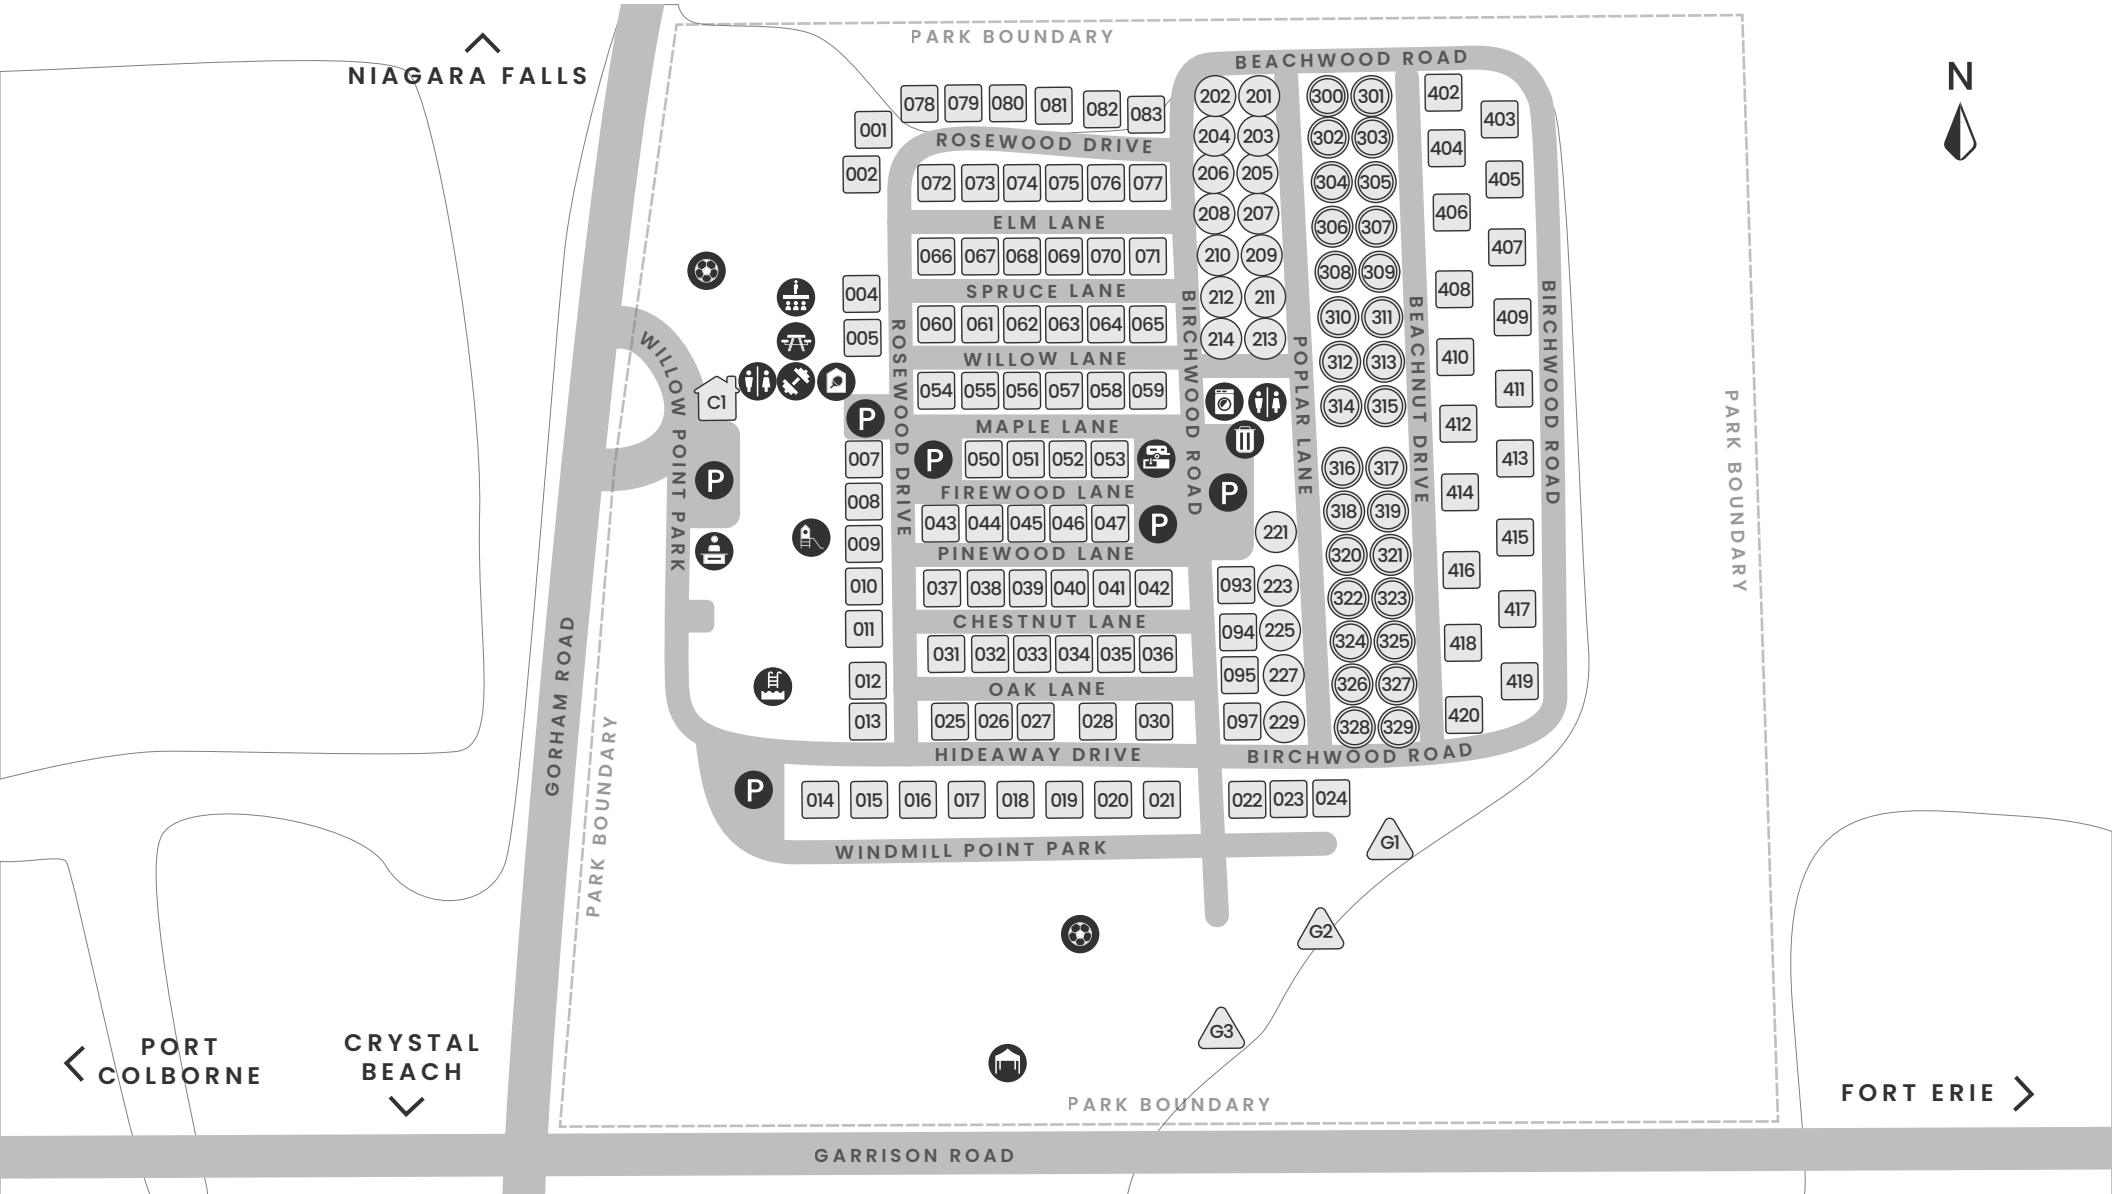 PARK BOUNDARY
NIAGARA FALLS
N
BEACHWOOD ROAD
202 201 300 301 402
403
078 079 080 081 082 083
001
204 203 302 303 404
ROSEWOOD DRIVE
002
072 073 074 075 076 077
206 205 304 305 405
ELM LANE
208 207 306 307 406
407
066 067 068 069 070 071
210 209 308 309 408
SPRUCE LANE
004
212 211 310 311 409
060 061 062 063 064 065
005
214 213 312 313 410
WILLOW LANE
054 055 056 057 058 059
411
C1
314 315 412
MAPLE LANE
P
007
P
050 051 052 053
316 317 413
P
FIREWOOD LANE
P
414
008
318 319
043 044 045 046 047
P
221
415
009
PINEWOOD LANE
320 321 416
010
037 038 039 040 041 042
093 223
322 323 417
CHESTNUT LANE
011
094 225
324 325 418
031 032 033 034 035 036
012
095 227
326 327 419
OAK LANE
013
025 026 027 028 030
097 229
328 329 420
HIDEAWAY DRIVE
BIRCHWOOD ROAD
P
014 015 016 017 018 019 020 021
022 023 024
G1
WINDMILL POINT PARK
G2
G3
WILLOW POINT PARK
ROSEWOOD DRIVE
BIRCHWOOD ROAD
POPLAR LANE
BEACHNUT DRIVE
BIRCHWOOD ROAD
PARK BOUNDARY
GORHAM ROAD
PARK BOUNDARY
PORT
COLBORNE
CRYSTAL
BEACH
PARK BOUNDARY
FORT ERIE
GARRISON ROAD